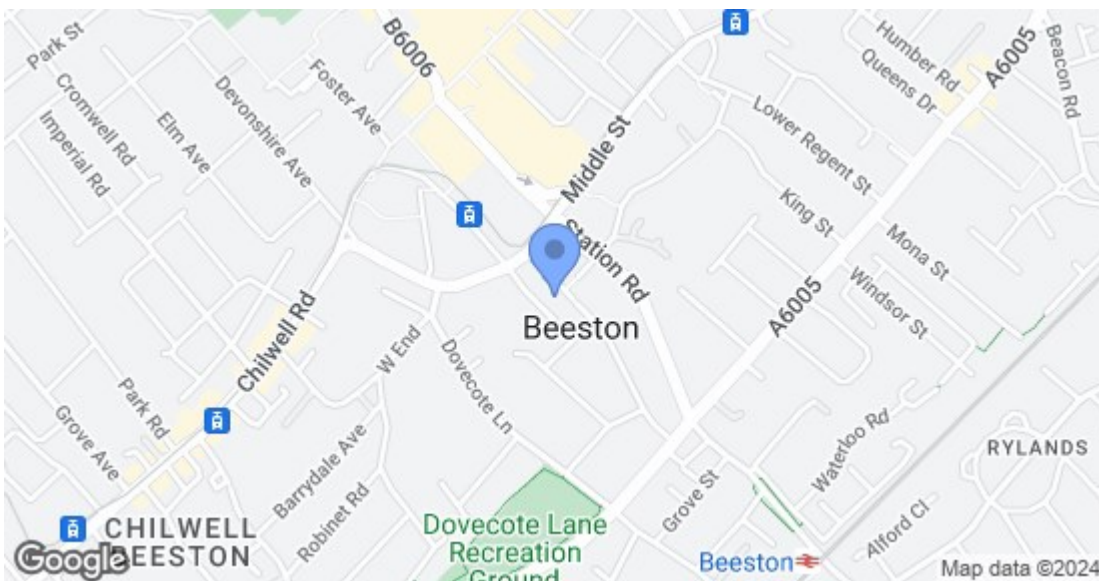 Park St
Cromwell Rd
Imperial Rd
Elm Ave
Devonshire Ave
Foster Ave
B6006
Middle St
Humber Rd
Queens Dr
A6005
Beacon Rd
Lower Regent St
King St
Mona St
Windsor St
Station Rd
A6005
Beeston
Chilwell Rd
W End
Dovecote Ln
Park Rd
Grove Ave
Barrydale Ave
Robinet Rd
Waterloo Rd
RYLANDS
Grove St
Alford Cl
CHILWELL
BEESTON
Dovecote Lane
Recreation
Ground
Beeston
Google
Map data ©2024